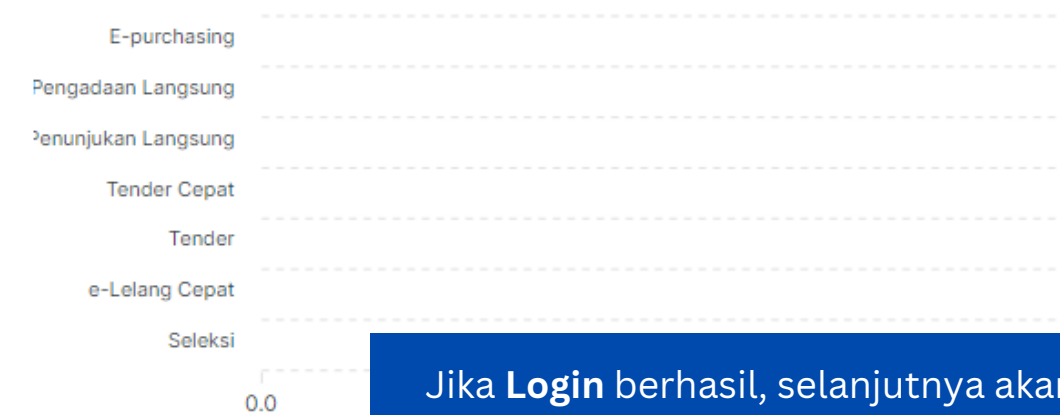 E-purchasing
Pengadaan Langsung
Penunjukan Langsung
Tender Cepat
Tender
e-Lelang Cepat
Seleksi
0.0
Jika Login berhasil, selanjutnya akan